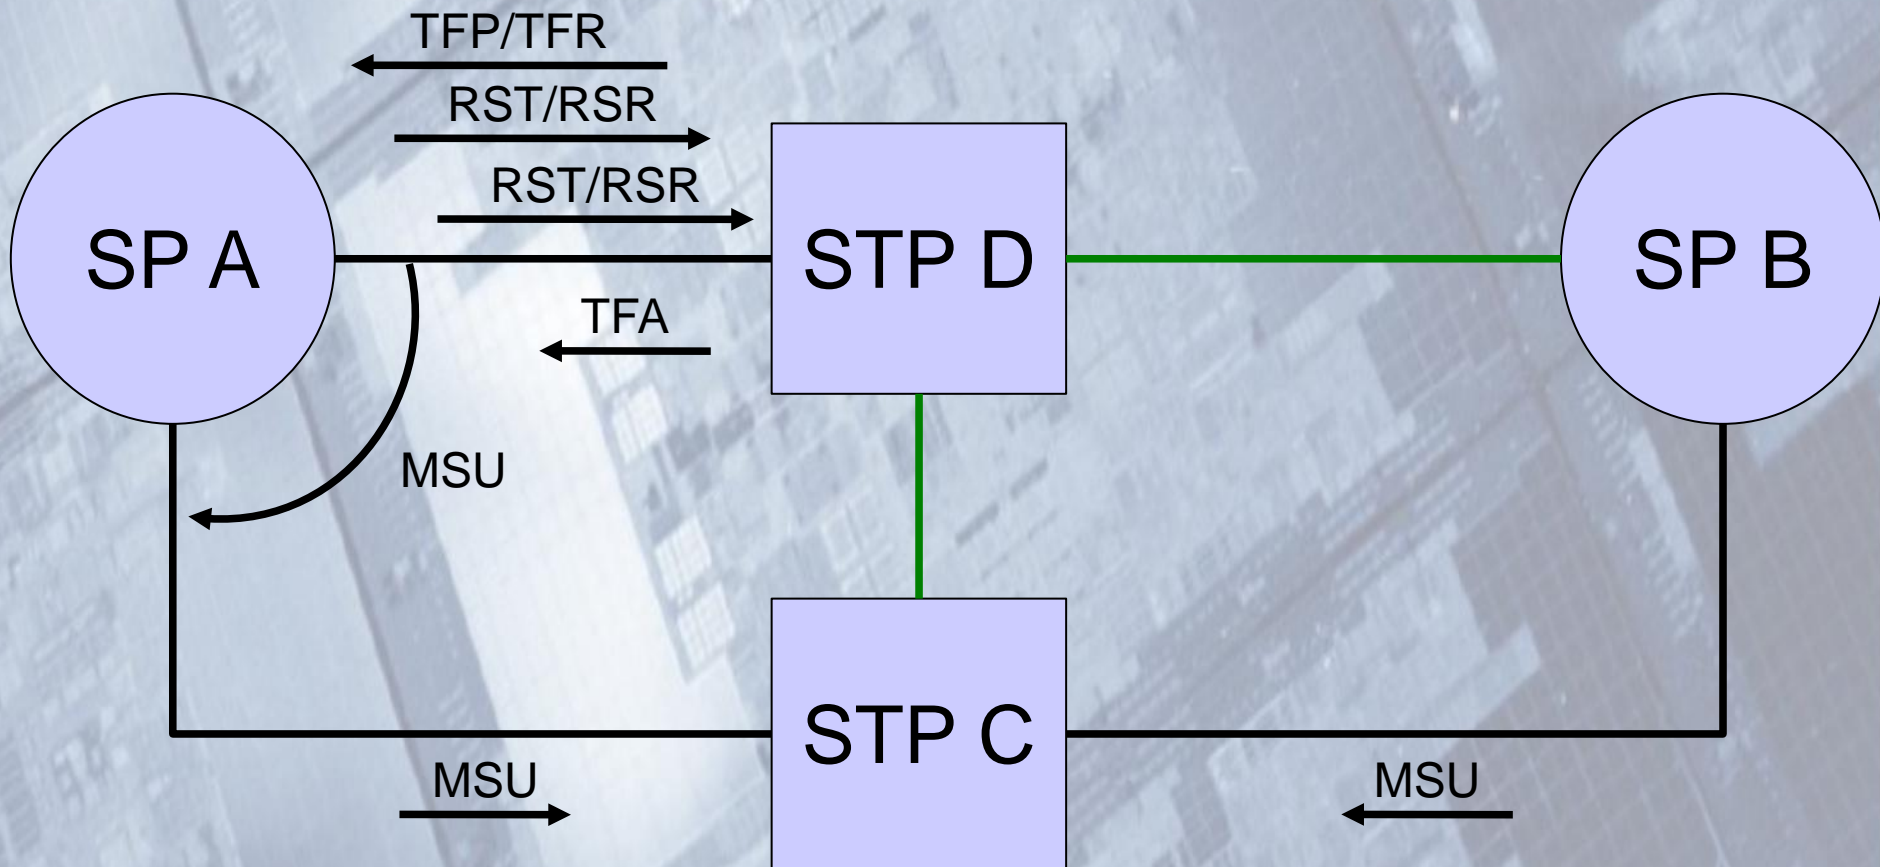 TFP/TFR
RST/RSR
RST/RSR
SP A
STP D
SP B
TFA
MSU
STP C
MSU
MSU